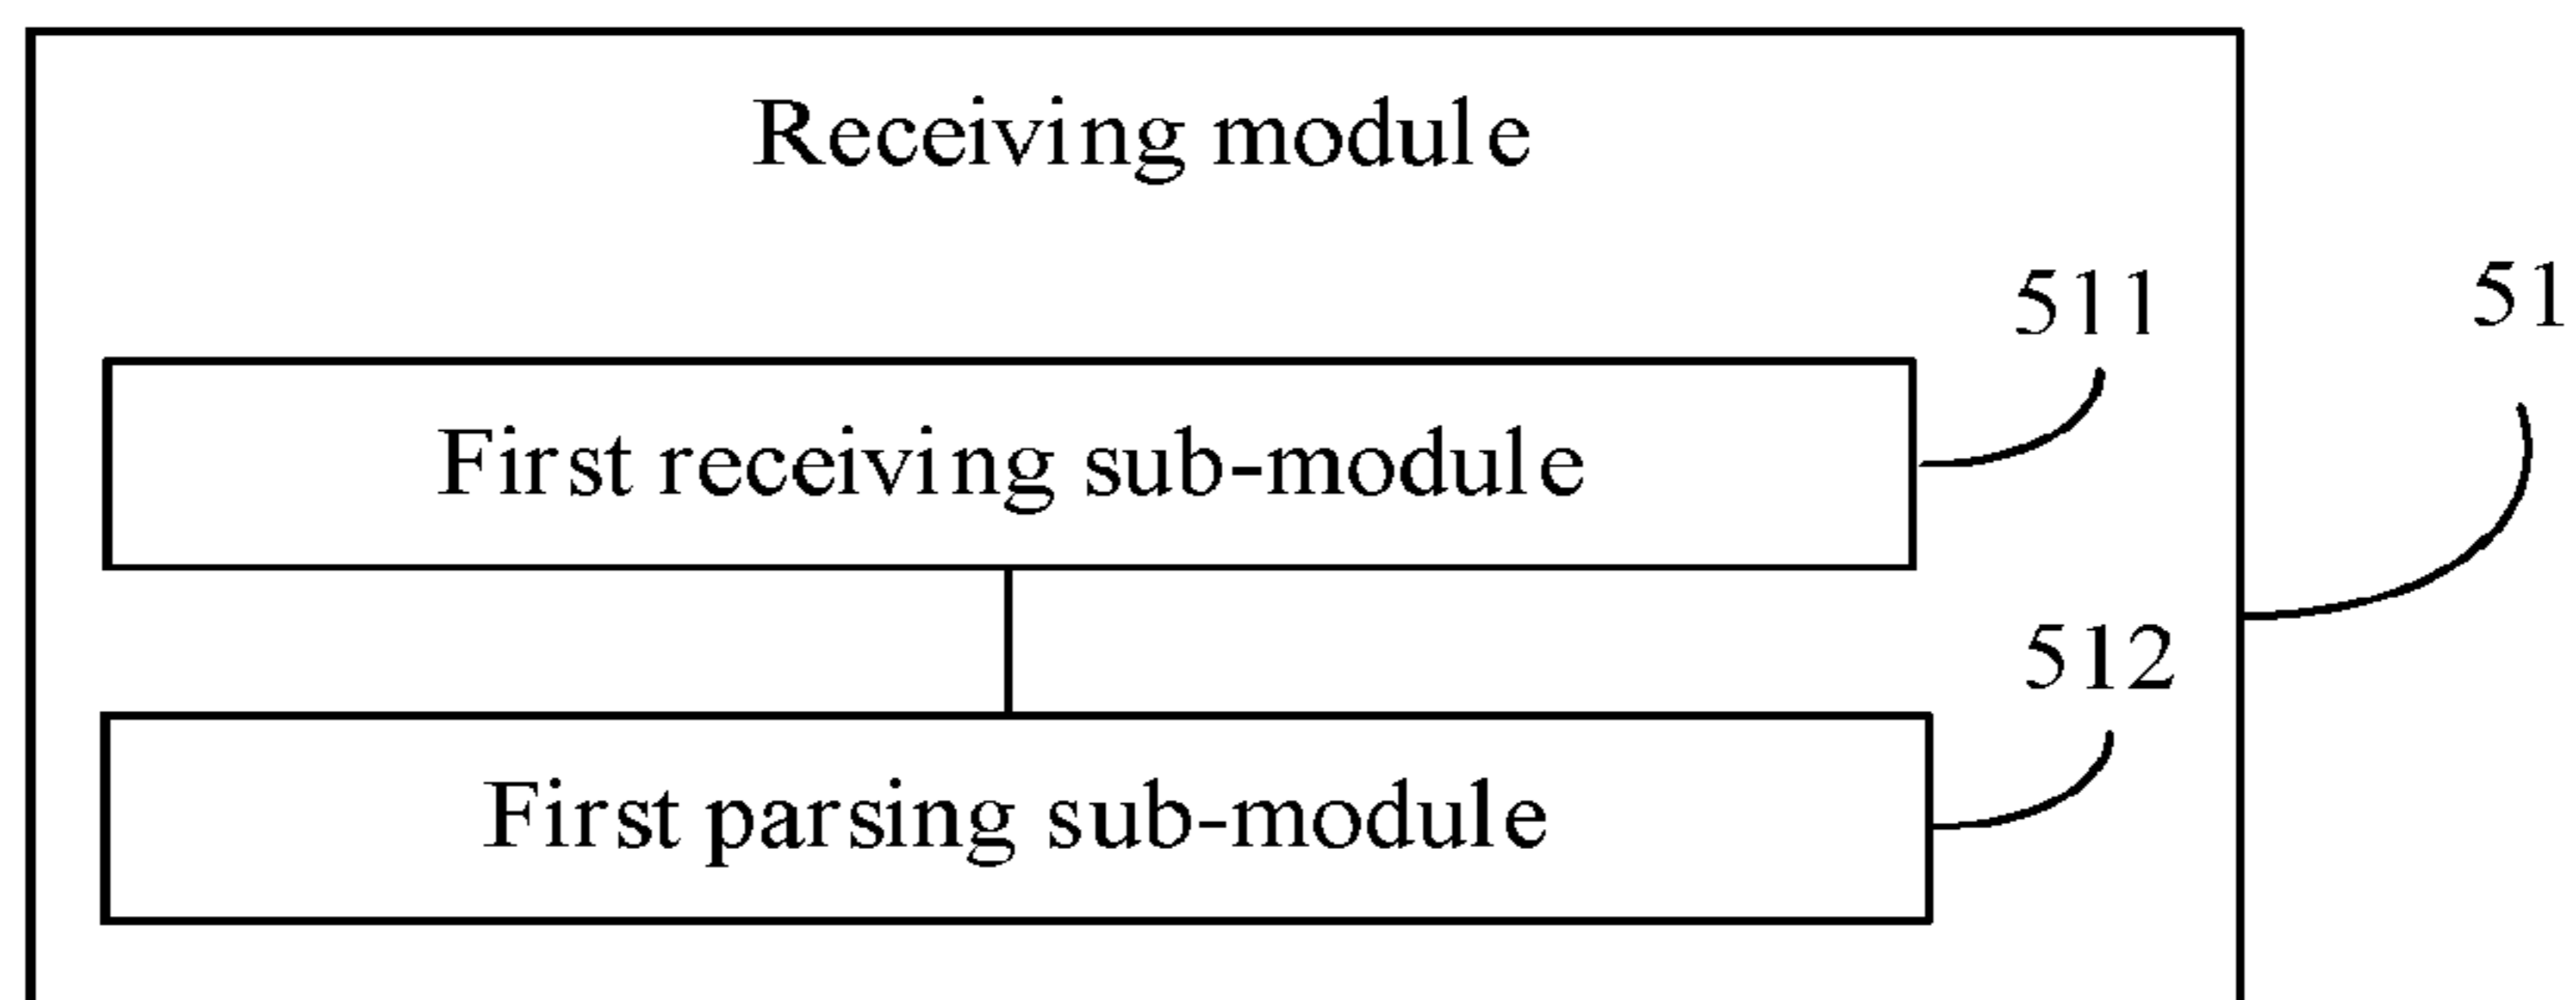 Receiving module
511
51
First receiving sub-module
512
First parsing sub-module